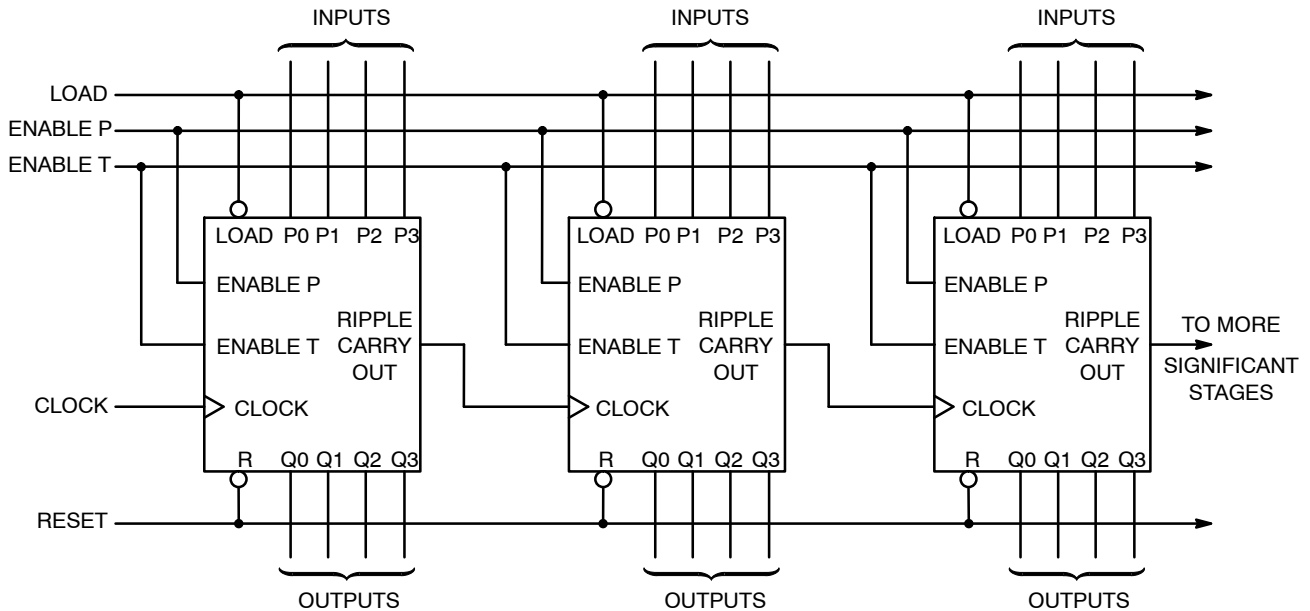 INPUTS INPUTS INPUTS
LOAD
ENABLE P
ENABLE T
LOAD P0 P1 P2 P3 LOAD P0 P1 P2 P3 LOAD P0 P1 P2 P3
ENABLE P ENABLE P ENABLE P
RIPPLE RIPPLE RIPPLE TO MORE
ENABLE T CARRY ENABLE T CARRY ENABLE T CARRY SIGNIFICANT
OUT OUT OUT STAGES
CLOCK CLOCK CLOCK CLOCK
R Q0 Q1 Q2 Q3 R Q0 Q1 Q2 Q3 R Q0 Q1 Q2 Q3
RESET
OUTPUTS OUTPUTS OUTPUTS